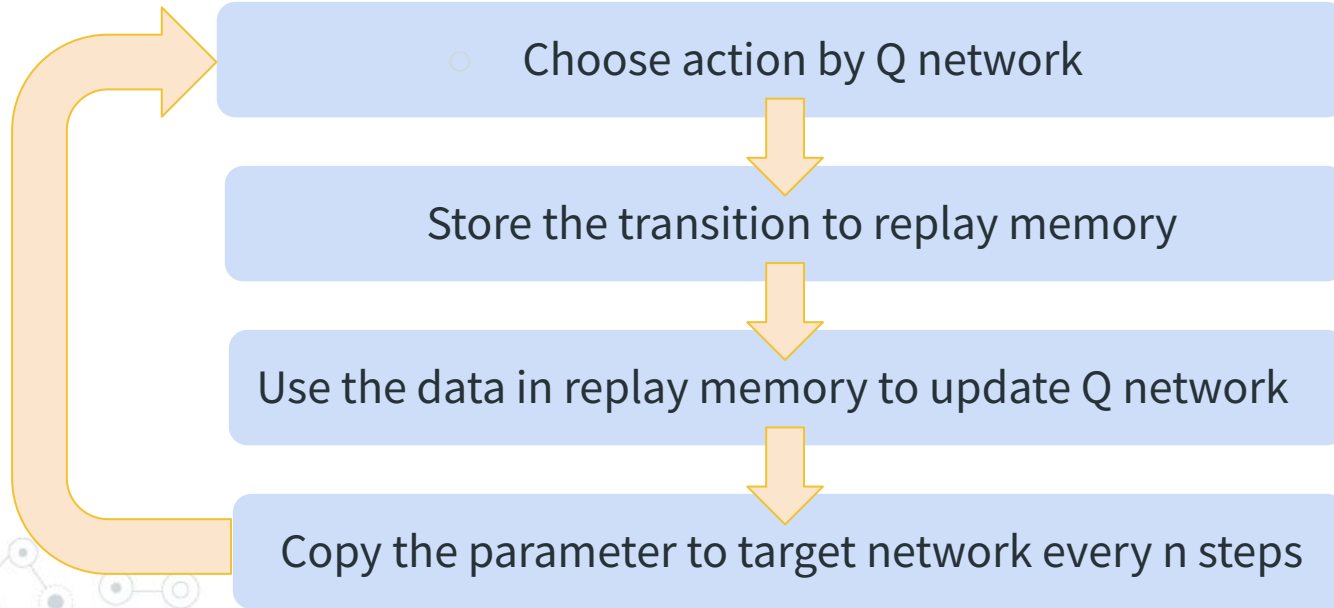 Choose action by Q network
Store the transition to replay memory
Use the data in replay memory to update Q network
Copy the parameter to target network every n steps